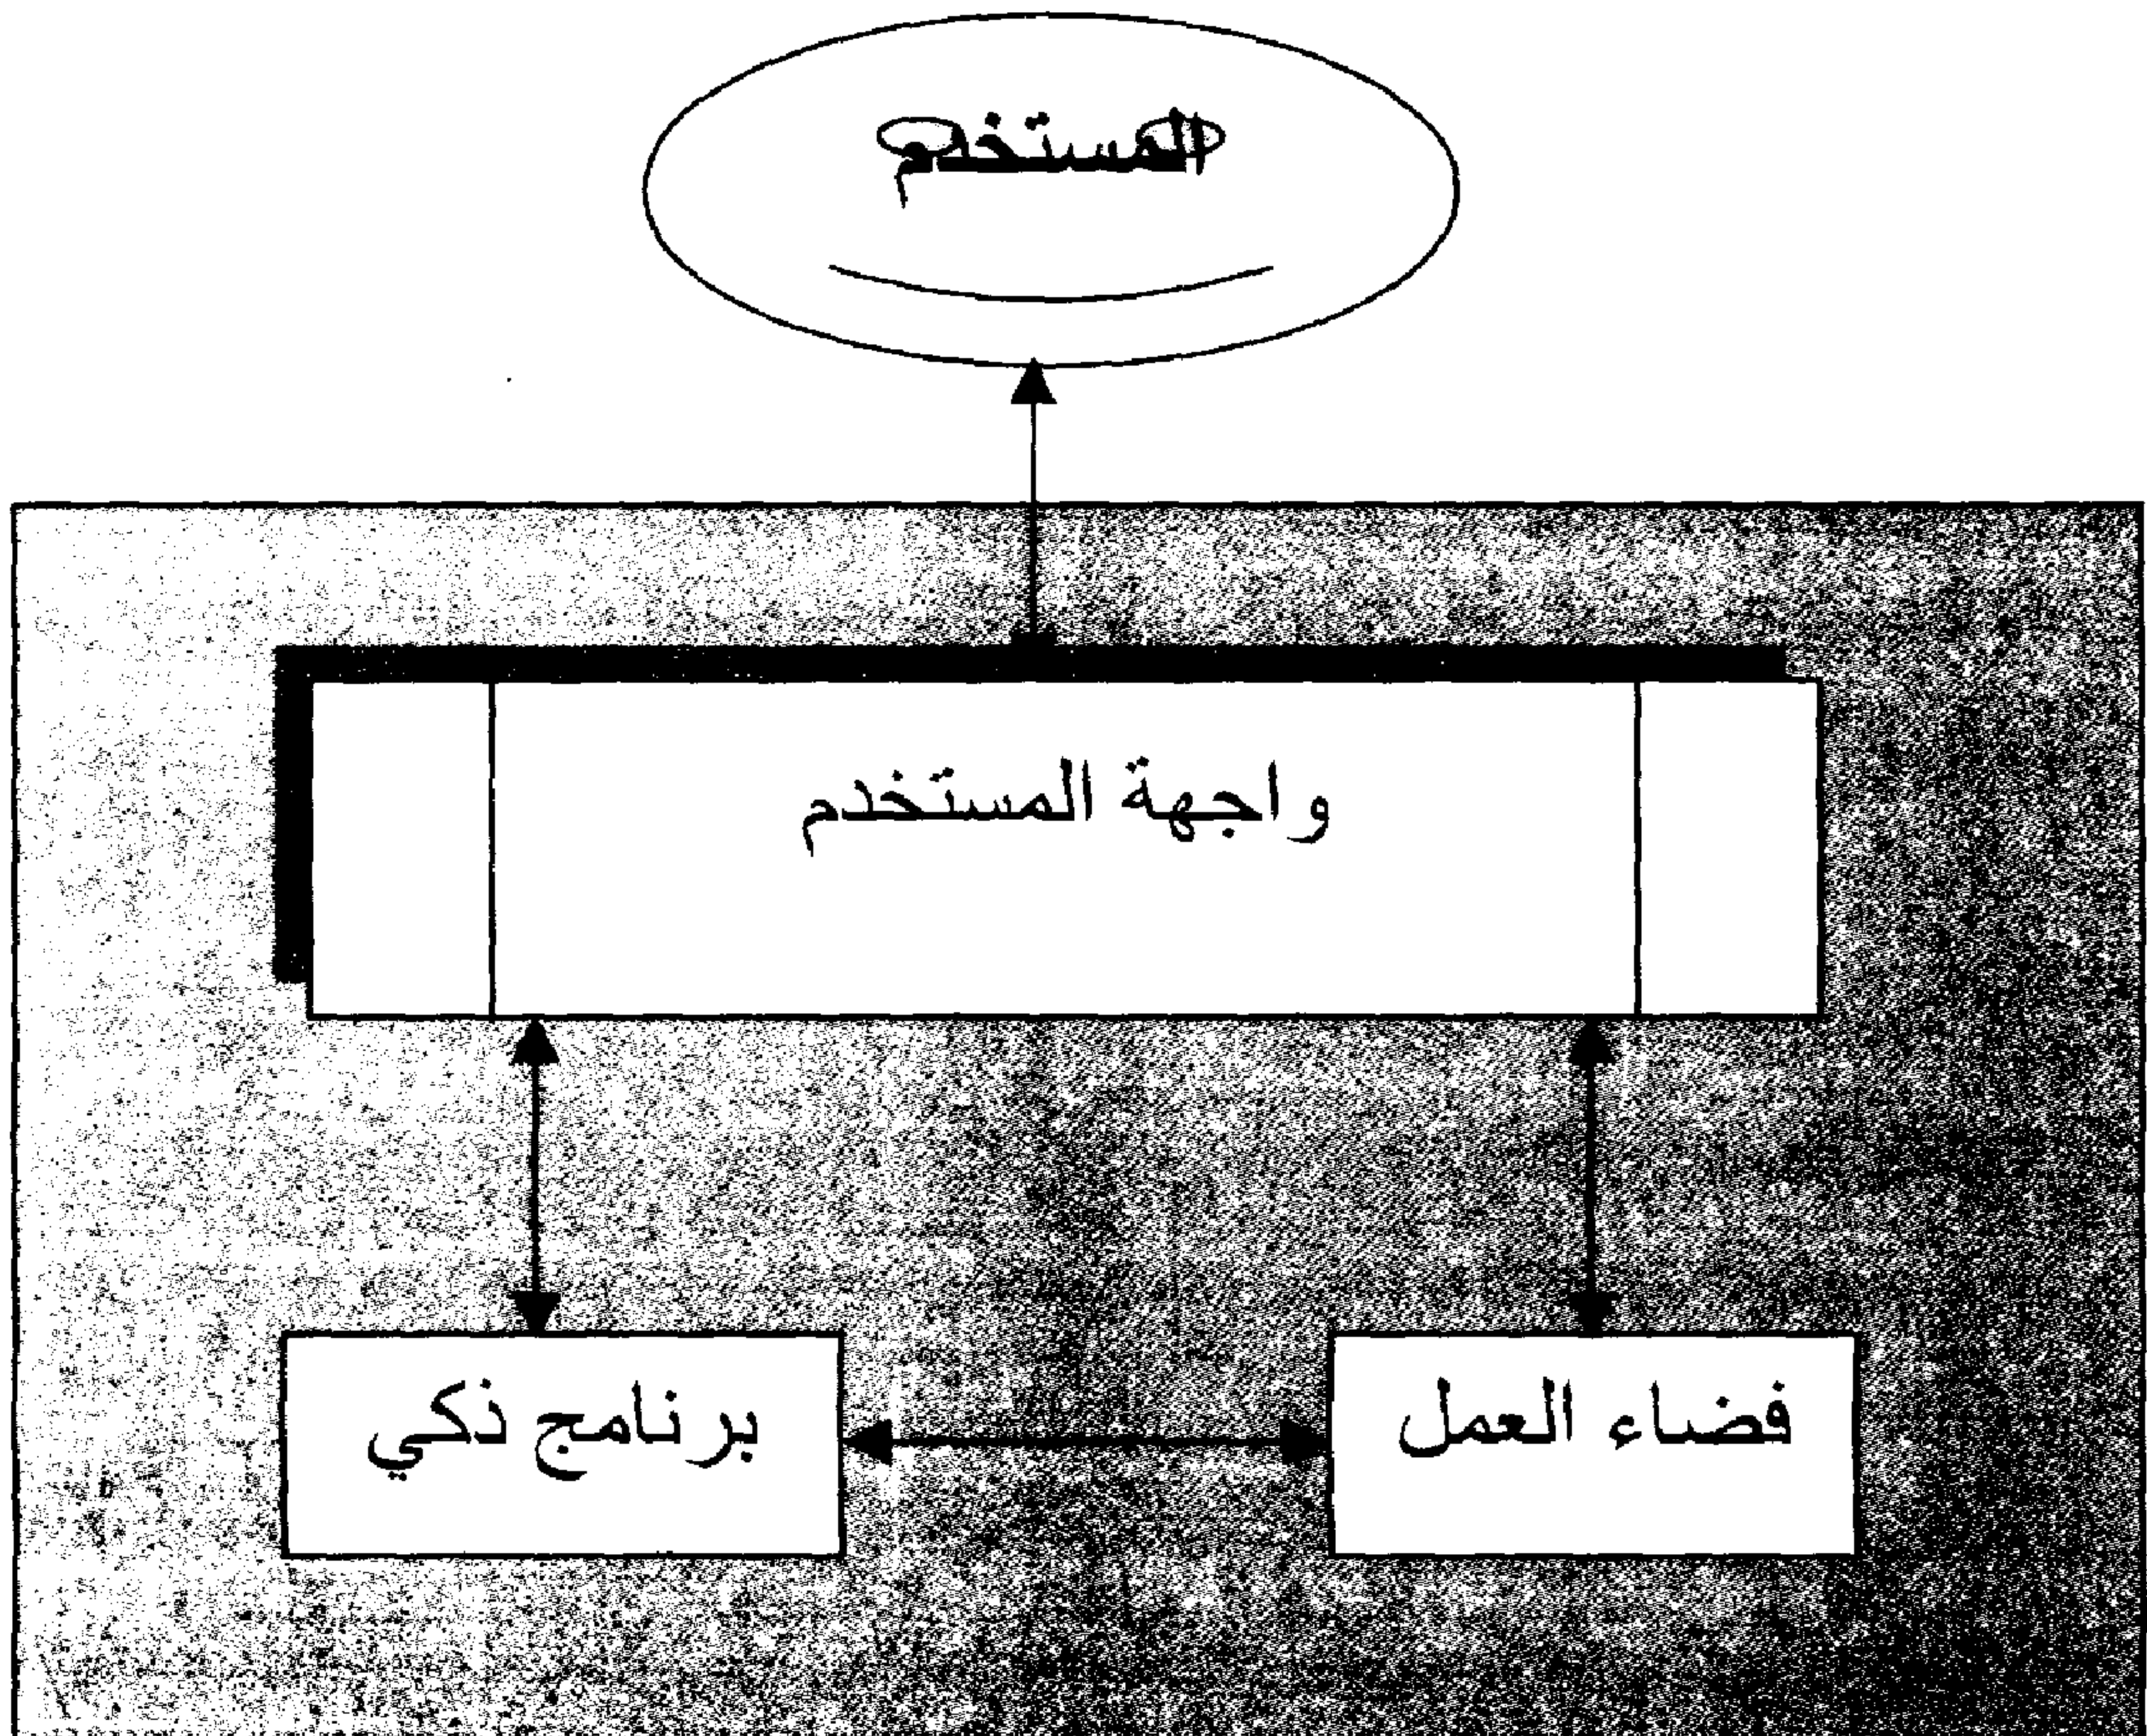 المستخدم
واجهة المستخدم
فضاء العمل
برنامج ذكي